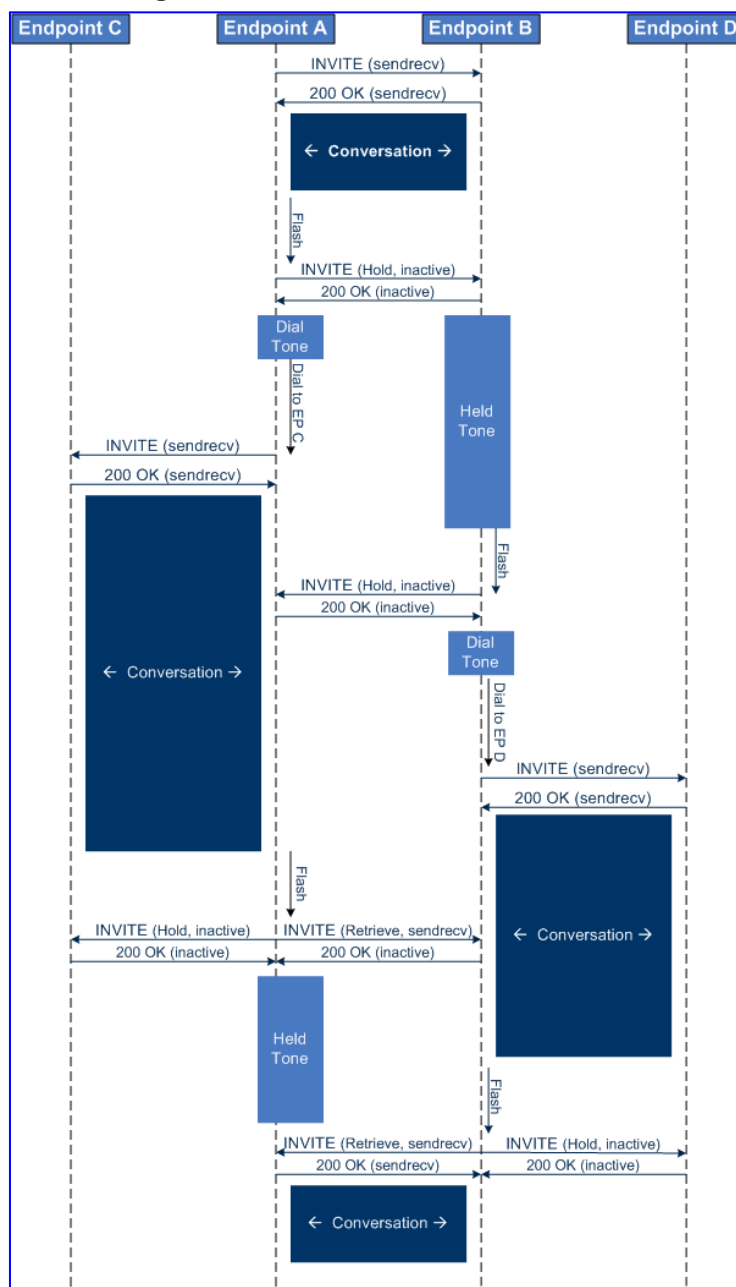 Endpoint C Endpoint A Endpoint B Endpoint D
INVITE (sendrecv)
200 OK (sendrecv)
← Conversation →
Flash
INVITE (Hold, inactive)
200 OK (inactive)
Dial
Tone
Dial to EP C
Held
Tone
INVITE (sendrecv)
200 OK (sendrecv)
Flash
INVITE (Hold, inactive)
200 OK (inactive)
Dial
Tone
← Conversation →
Dial to EP D
INVITE (sendrecv)
200 OK (sendrecv)
Flash
INVITE (Hold, inactive) INVITE (Retrieve, sendrecv)
← Conversation →
200 OK (inactive) 200 OK (inactive)
Held
Tone
Flash
INVITE (Retrieve, sendrecv) INVITE (Hold, inactive)
200 OK (sendrecv) 200 OK (inactive)
← Conversation →